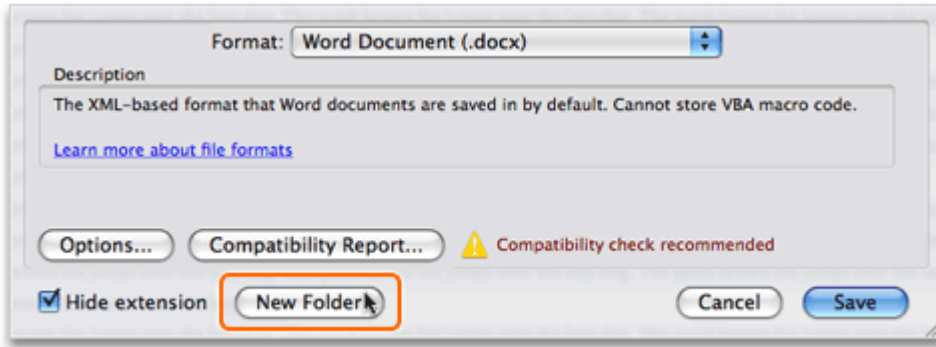 Format: Word Document (.docx)
Description
The XML-based format that Word documents are saved in by default. Cannot store VBA macro code.
Learn more about file formats
Options... Compatibility Report... Compatibility check recommended
Hide extension New Folder Cancel Save